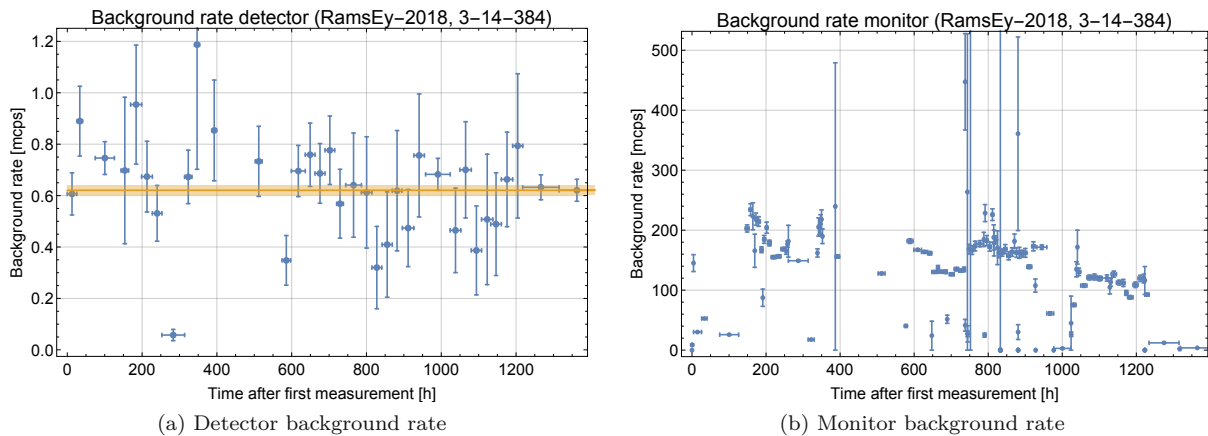 Background rate detector (RamsEy−2018, 3−14−384)
1.2
1.0
0.8
0.6
0.4
0.2
0.0
Background rate [mcps]
0 200 400 600 800 1000 1200
Time after first measurement [h]
(a) Detector background rate
Background rate monitor (RamsEy−2018, 3−14−384)
500
400
300
200
100
0
Background rate [mcps]
0 200 400 600 800 1000 1200
Time after first measurement [h]
(b) Monitor background rate